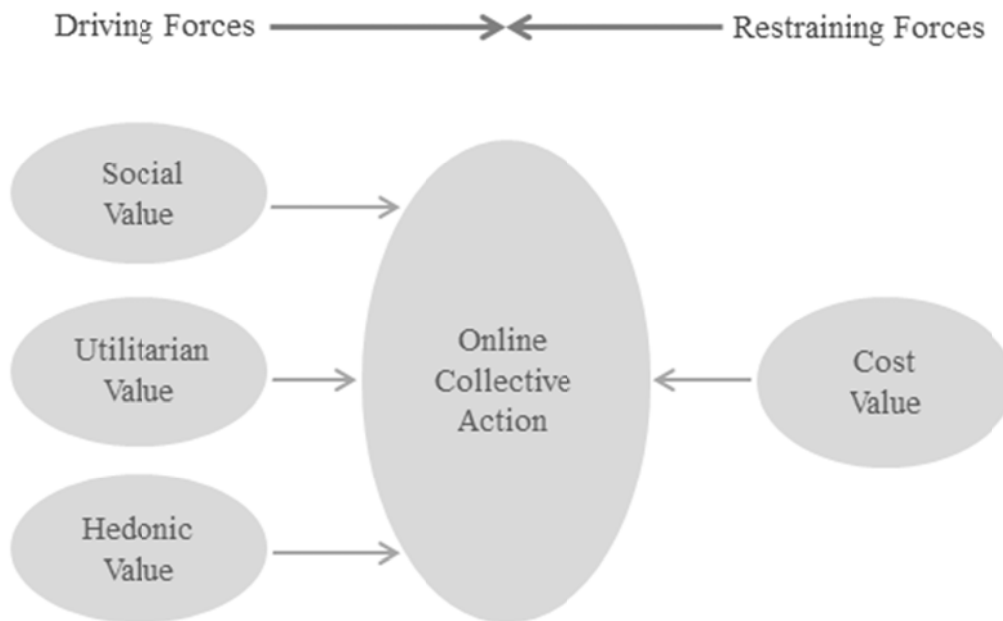 Driving Forces
Restraining Forces
Social
Value
Utilitarian
Value
Hedonic
Value
Online
Collective
Action
Cost
Value